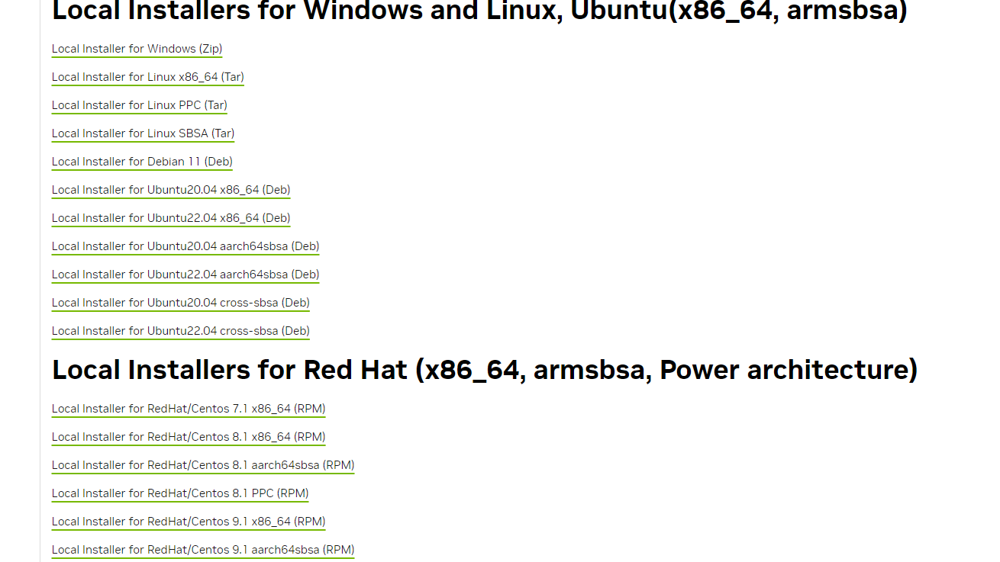 Local Installers for Windows and Linux, Ubuntu(x86_64, armsbsa)
Local Installer for Windows (Zip)
Local Installer for Linux x86_64 (Tar)
Local Installer for Linux PPC (Tar)
Local Installer for Linux SBSA (Tar)
Local Installer for Debian 11 (Deb)
Local Installer for Ubuntu20.04 x86_64 (Deb)
Local Installer for Ubuntu22.04 x86_64 (Deb)
Local Installer for Ubuntu20.04 aarch64sbsa (Deb)
Local Installer for Ubuntu22.04 aarch64sbsa (Deb)
Local Installer for Ubuntu20.04 cross-sbsa (Deb)
Local Installer for Ubuntu22.04 cross-sbsa (Deb)
Local Installers for Red Hat (x86_64, armsbsa, Power architecture)
Local Installer for RedHat/Centos 7.1 x86_64 (RPM)
Local Installer for RedHat/Centos 8.1 x86_64 (RPM)
Local Installer for RedHat/Centos 8.1 aarch64sbsa (RPM)
Local Installer for RedHat/Centos 8.1 PPC (RPM)
Local Installer for RedHat/Centos 9.1 x86_64 (RPM)
Local Installer for RedHat/Centos 9.1 aarch64sbsa (RPM)